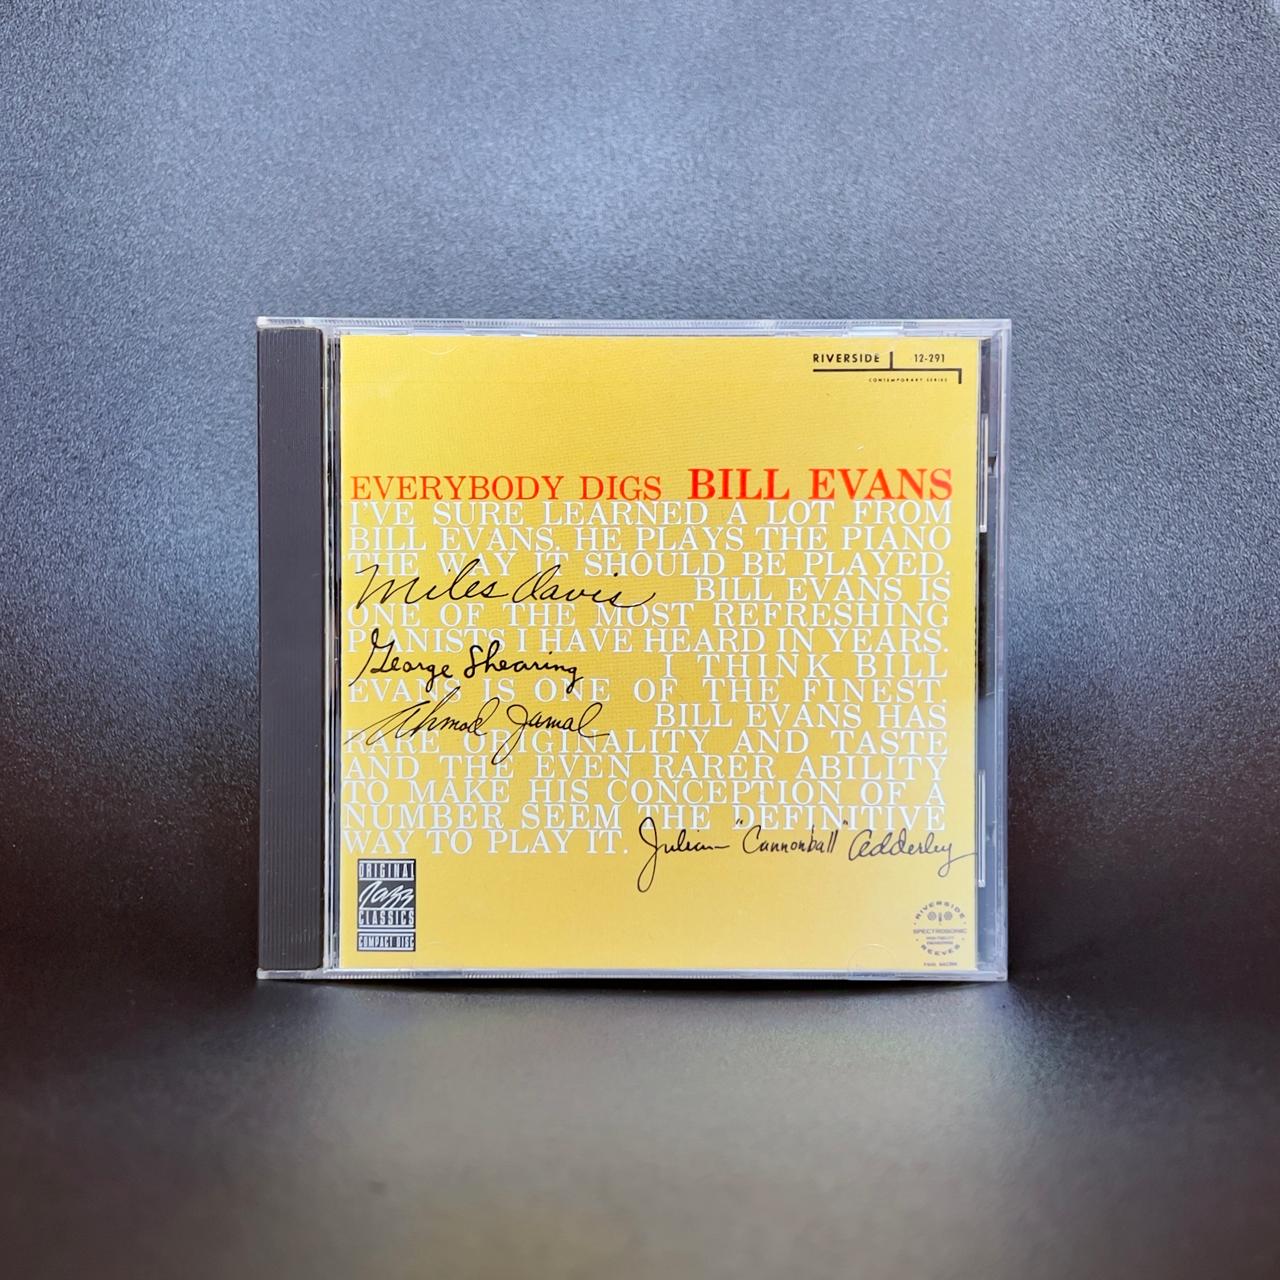 RIVERSIDE 12-291
CONTEMPORARY SERIES
EVERYBODY DIGS BILL EVANS
I'VE SURE LEARNED A LOT FROM
BILL EVANS. HE PLAYS THE PIANO
THE WAY IT SHOULD BE PLAYED.
Miles Davis BILL EVANS IS
ONE OF THE MOST REFRESHING
PIANISTS I HAVE HEARD IN YEARS.
George Shearing I THINK BILL
EVANS IS ONE OF THE FINEST.
Ahmad Jamal BILL EVANS HAS
RARE ORIGINALITY AND TASTE
AND THE EVEN RARER ABILITY
TO MAKE HIS CONCEPTION OF A
NUMBER SEEM THE DEFINITIVE
WAY TO PLAY IT. Julian "Cannonball" Adderley
ORIGINAL
Jazz
CLASSICS
COMPACT DISC
RIVERSIDE
SPECTROSONIC
HIGH FIDELITY
ENGINEERING
REEVES